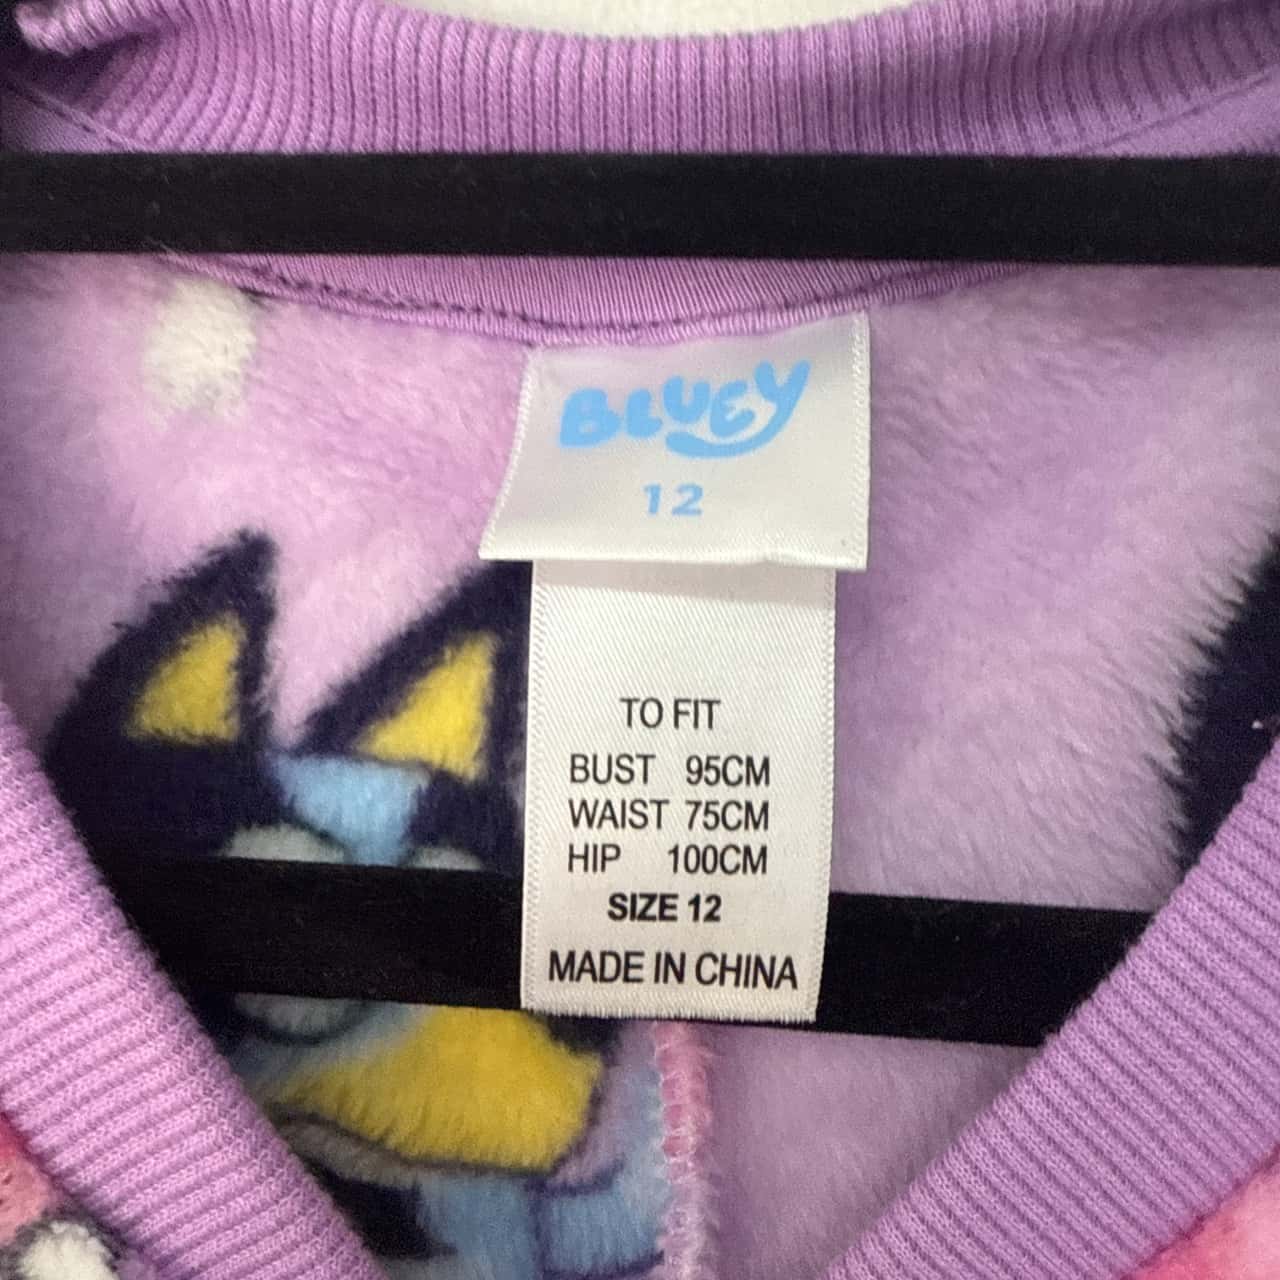 BLUEY
12
TO FIT
BUST 95CM
WAIST 75CM
HIP 100CM
SIZE 12
MADE IN CHINA